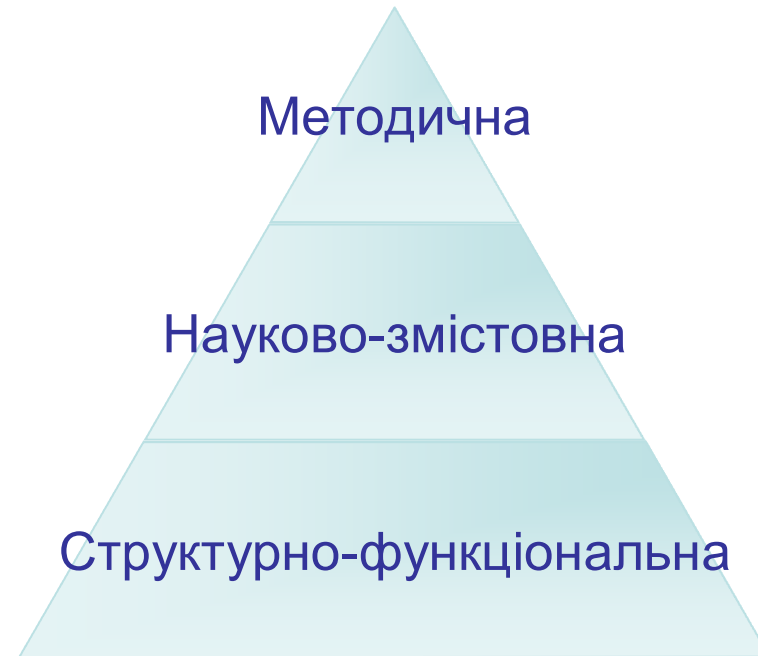 Методична
Науково-змістовна
Структурно-функціональна